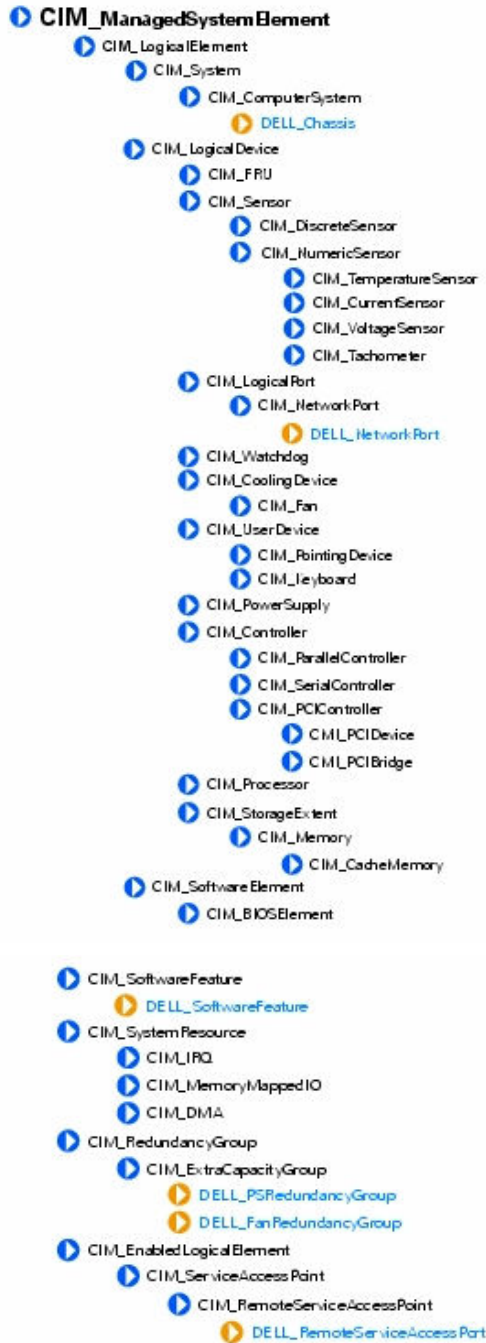 CIM_ManagedSystemElement
CIM_LogicalElement
CIM_System
CIM_ComputerSystem
DELL_Chassis
CIM_LogicalDevice
CIM_FRU
CIM_Sensor
CIM_DiscreteSensor
CIM_NumericSensor
CIM_TemperatureSensor
CIM_CurrentSensor
CIM_VoltageSensor
CIM_Tachometer
CIM_LogicalPort
CIM_NetworkPort
DELL_NetworkPort
CIM_Watchdog
CIM_CoolingDevice
CIM_Fan
CIM_UserDevice
CIM_PointingDevice
CIM_Keyboard
CIM_PowerSupply
CIM_Controller
CIM_ParallelController
CIM_SerialController
CIM_PCIController
CMI_PCIDevice
CMI_PCIBridge
CIM_Processor
CIM_StorageExtent
CIM_Memory
CIM_CacheMemory
CIM_SoftwareElement
CIM_BIOSElement
CIM_SoftwareFeature
DELL_SoftwareFeature
CIM_SystemResource
CIM_IRQ
CIM_MemoryMappedIO
CIM_DMA
CIM_RedundancyGroup
CIM_ExtraCapacityGroup
DELL_PSRedundancyGroup
DELL_FanRedundancyGroup
CIM_EnabledLogicalElement
CIM_ServiceAccessPoint
CIM_RemoteServiceAccessPoint
DELL_RemoteServiceAccessPort